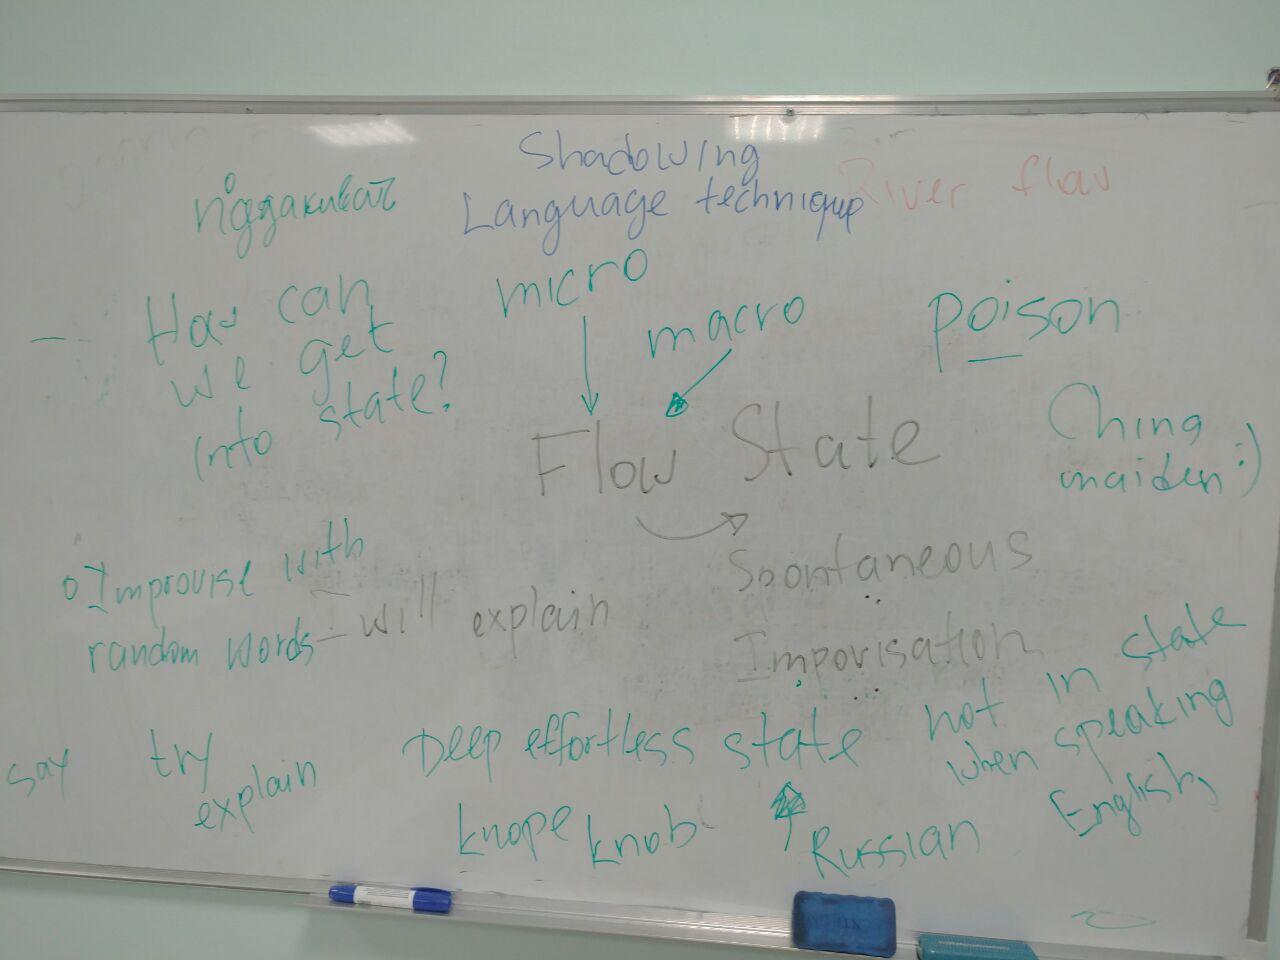 Shadowing
Language technique
River flow
micro
macro
poison
How can
we get
into state?
Flow State
Ching
maiden :)
Spontaneous
Imporisation
o Improvise with
random words – I will explain
say try
explain
Deep effortless state
not in state
when speaking
English
knope knob
Russian